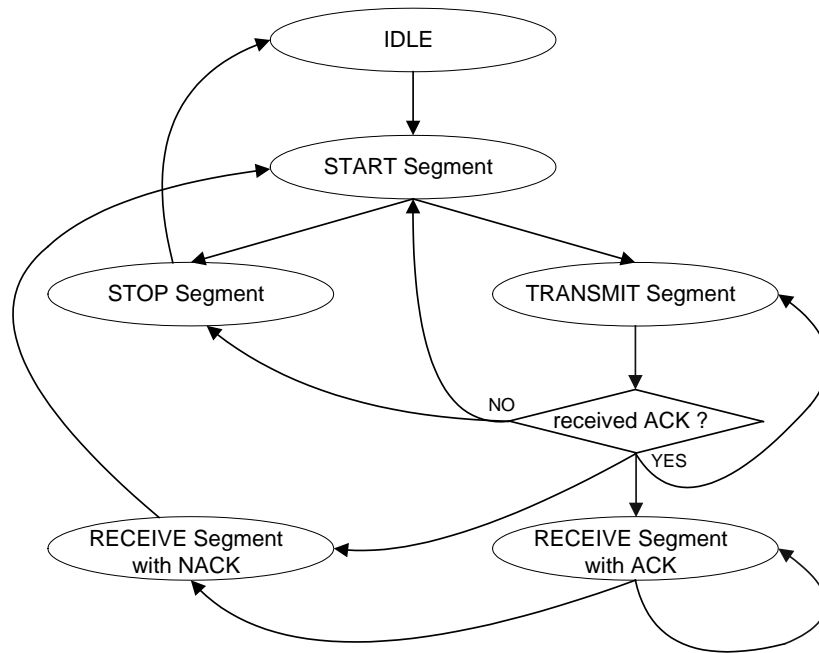 IDLE
START Segment
STOP Segment
TRANSMIT Segment
NO
received ACK ?
YES
RECEIVE Segment
with NACK
RECEIVE Segment
with ACK